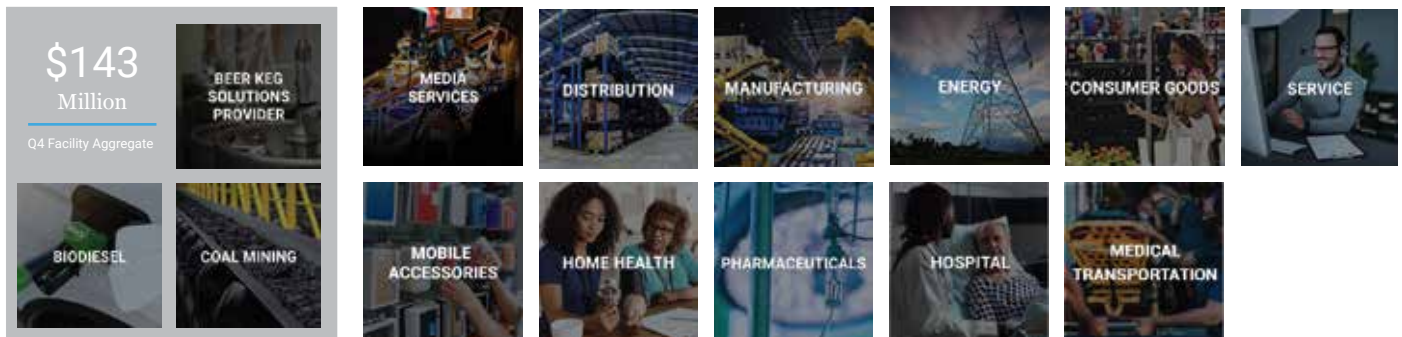 $143
Million
Q4 Facility Aggregate
BEER KEG
SOLUTIONS
PROVIDER
BIODIESEL
COAL MINING
MEDIA
SERVICES
DISTRIBUTION
MANUFACTURING
ENERGY
CONSUMER GOODS
SERVICE
MOBILE
ACCESSORIES
HOME HEALTH
PHARMACEUTICALS
HOSPITAL
MEDICAL
TRANSPORTATION